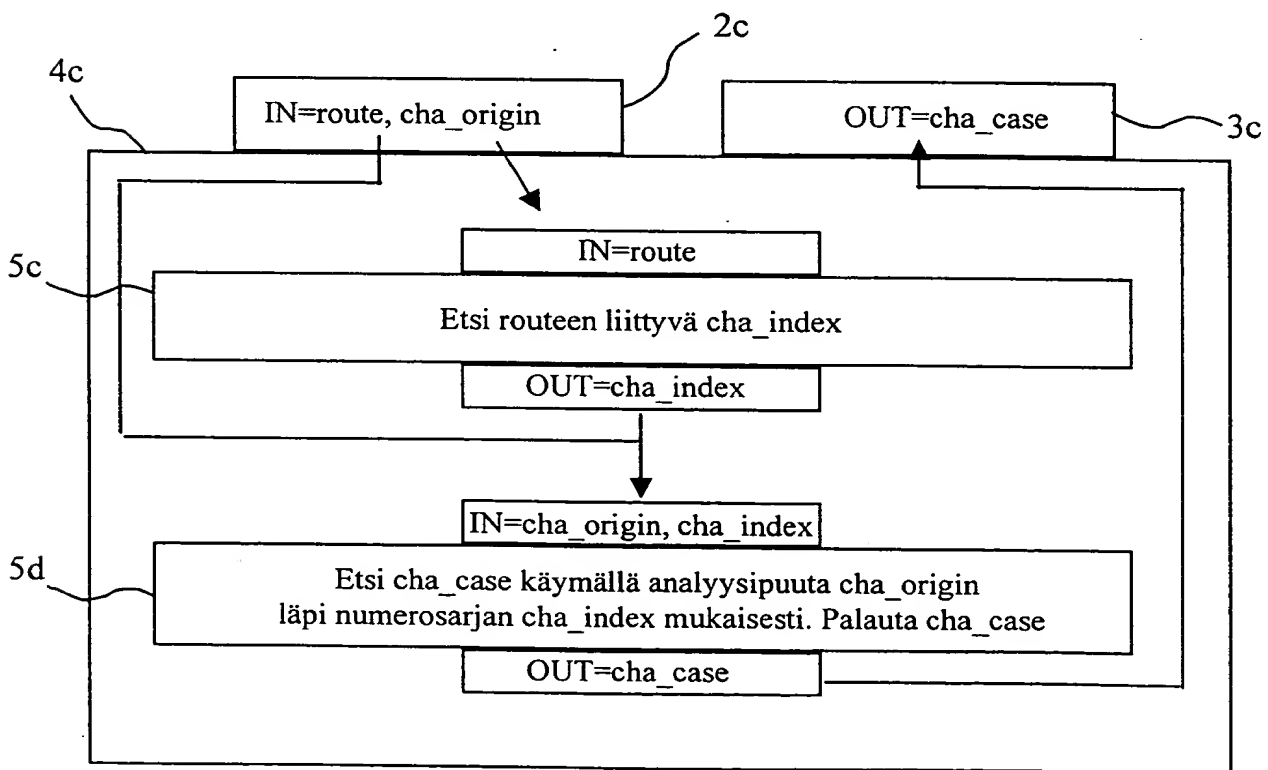 2c
4c
IN=route, cha_origin
OUT=cha_case
3c
IN=route
5c
Etsi routeen liittyvä cha_index
OUT=cha_index
IN=cha_origin, cha_index
5d
Etsi cha_case käymällä analyysipuuta cha_origin
läpi numerosarjan cha_index mukaisesti. Palauta cha_case
OUT=cha_case